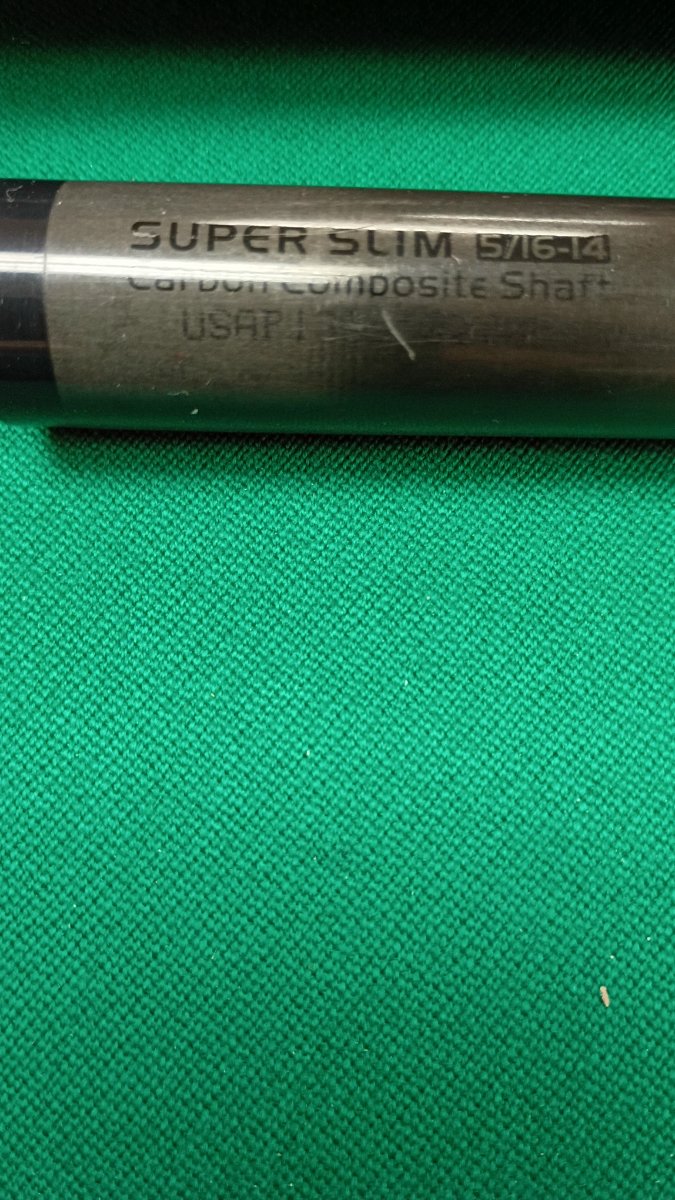 SUPER SLIM 5/16-14
Carbon Composite Shaft